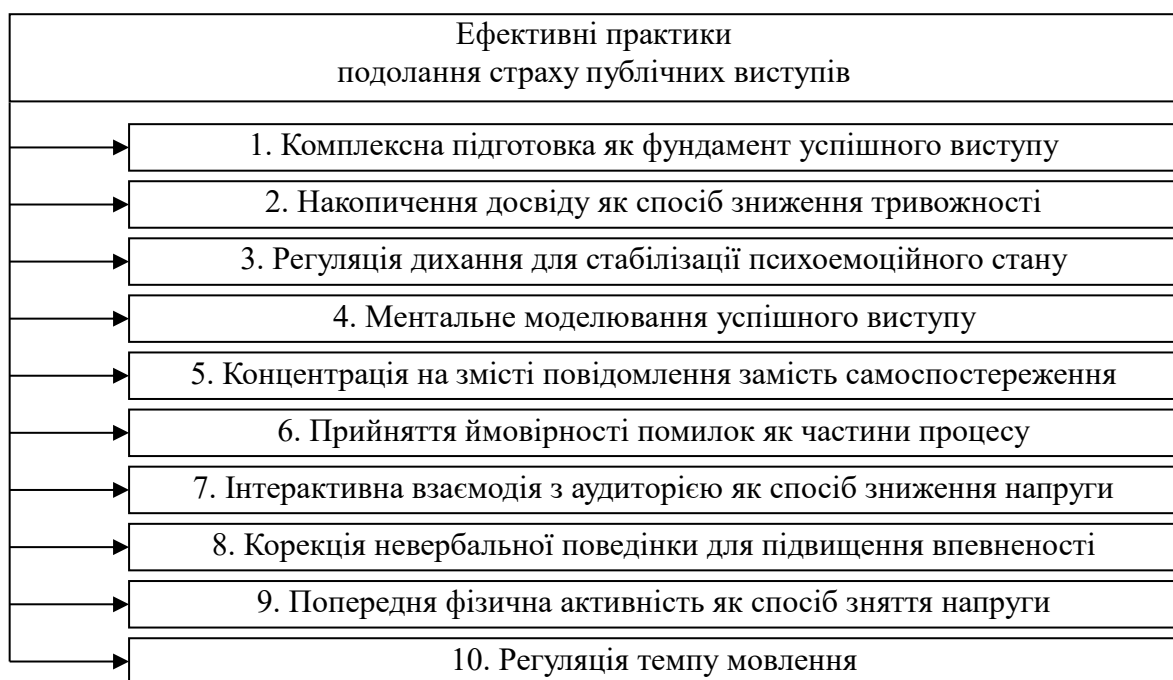 Ефективні практики
подолання страху публічних виступів
1. Комплексна підготовка як фундамент успішного виступу
2. Накопичення досвіду як спосіб зниження тривожності
3. Регуляція дихання для стабілізації психоемоційного стану
4. Ментальне моделювання успішного виступу
5. Концентрація на змісті повідомлення замість самоспостереження
6. Прийняття ймовірності помилок як частини процесу
7. Інтерактивна взаємодія з аудиторією як спосіб зниження напруги
8. Корекція невербальної поведінки для підвищення впевненості
9. Попередня фізична активність як спосіб зняття напруги
10. Регуляція темпу мовлення